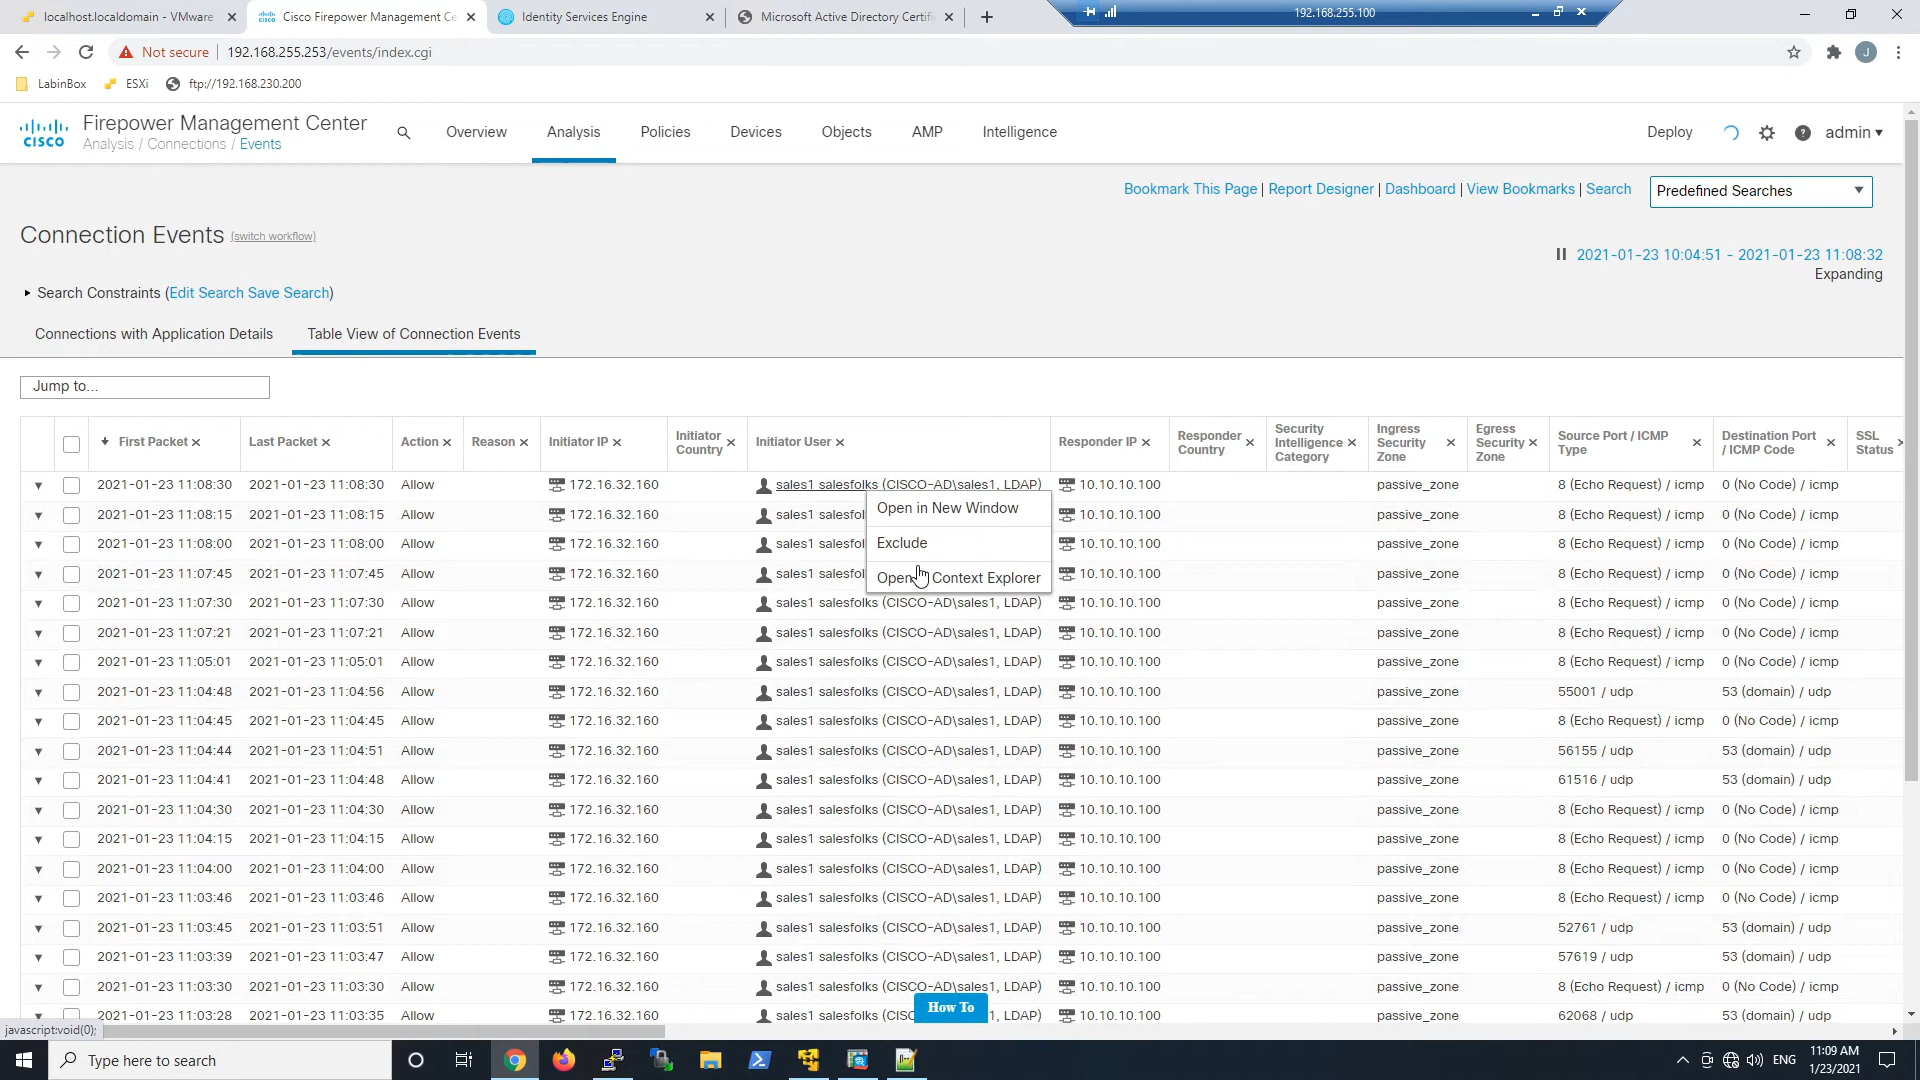 localhost.localdomain - VMware
Cisco Firepower Management Ce
Identity Services Engine
Microsoft Active Directory Certifi
192.168.255.100
Not secure
192.168.255.253/events/index.cgi
J
LabinBox
ESXi
ftp://192.168.230.200
CISCO
Firepower Management Center
Analysis / Connections / Events
Overview
Analysis
Policies
Devices
Objects
AMP
Intelligence
Deploy
admin
Bookmark This Page | Report Designer | Dashboard | View Bookmarks | Search
Predefined Searches
Connection Events (switch workflow)
2021-01-23 10:04:51 - 2021-01-23 11:08:32
Expanding
Search Constraints (Edit Search Save Search)
Connections with Application Details
Table View of Connection Events
Jump to...
First Packet Last Packet Action Reason Initiator IP Initiator Country Initiator User Responder IP Responder Country Security Intelligence Category Ingress Security Zone Egress Security Zone Source Port / ICMP Type Destination Port / ICMP Code SSL Status
2021-01-23 11:08:30 2021-01-23 11:08:30 Allow 172.16.32.160 sales1 salesfolks (CISCO-AD\sales1, LDAP) 10.10.10.100 passive_zone 8 (Echo Request) / icmp 0 (No Code) / icmp
Open in New Window
Exclude
Open Context Explorer
2021-01-23 11:08:15 2021-01-23 11:08:15 Allow 172.16.32.160 sales1 salesfol 10.10.10.100 passive_zone 8 (Echo Request) / icmp 0 (No Code) / icmp
2021-01-23 11:08:00 2021-01-23 11:08:00 Allow 172.16.32.160 sales1 salesfol 10.10.10.100 passive_zone 8 (Echo Request) / icmp 0 (No Code) / icmp
2021-01-23 11:07:45 2021-01-23 11:07:45 Allow 172.16.32.160 sales1 salesfol 10.10.10.100 passive_zone 8 (Echo Request) / icmp 0 (No Code) / icmp
2021-01-23 11:07:30 2021-01-23 11:07:30 Allow 172.16.32.160 sales1 salesfolks (CISCO-AD\sales1, LDAP) 10.10.10.100 passive_zone 8 (Echo Request) / icmp 0 (No Code) / icmp
2021-01-23 11:07:21 2021-01-23 11:07:21 Allow 172.16.32.160 sales1 salesfolks (CISCO-AD\sales1, LDAP) 10.10.10.100 passive_zone 8 (Echo Request) / icmp 0 (No Code) / icmp
2021-01-23 11:05:01 2021-01-23 11:05:01 Allow 172.16.32.160 sales1 salesfolks (CISCO-AD\sales1, LDAP) 10.10.10.100 passive_zone 8 (Echo Request) / icmp 0 (No Code) / icmp
2021-01-23 11:04:48 2021-01-23 11:04:56 Allow 172.16.32.160 sales1 salesfolks (CISCO-AD\sales1, LDAP) 10.10.10.100 passive_zone 55001 / udp 53 (domain) / udp
2021-01-23 11:04:45 2021-01-23 11:04:45 Allow 172.16.32.160 sales1 salesfolks (CISCO-AD\sales1, LDAP) 10.10.10.100 passive_zone 8 (Echo Request) / icmp 0 (No Code) / icmp
2021-01-23 11:04:44 2021-01-23 11:04:51 Allow 172.16.32.160 sales1 salesfolks (CISCO-AD\sales1, LDAP) 10.10.10.100 passive_zone 56155 / udp 53 (domain) / udp
2021-01-23 11:04:41 2021-01-23 11:04:48 Allow 172.16.32.160 sales1 salesfolks (CISCO-AD\sales1, LDAP) 10.10.10.100 passive_zone 61516 / udp 53 (domain) / udp
2021-01-23 11:04:30 2021-01-23 11:04:30 Allow 172.16.32.160 sales1 salesfolks (CISCO-AD\sales1, LDAP) 10.10.10.100 passive_zone 8 (Echo Request) / icmp 0 (No Code) / icmp
2021-01-23 11:04:15 2021-01-23 11:04:15 Allow 172.16.32.160 sales1 salesfolks (CISCO-AD\sales1, LDAP) 10.10.10.100 passive_zone 8 (Echo Request) / icmp 0 (No Code) / icmp
2021-01-23 11:04:00 2021-01-23 11:04:00 Allow 172.16.32.160 sales1 salesfolks (CISCO-AD\sales1, LDAP) 10.10.10.100 passive_zone 8 (Echo Request) / icmp 0 (No Code) / icmp
2021-01-23 11:03:46 2021-01-23 11:03:46 Allow 172.16.32.160 sales1 salesfolks (CISCO-AD\sales1, LDAP) 10.10.10.100 passive_zone 8 (Echo Request) / icmp 0 (No Code) / icmp
2021-01-23 11:03:45 2021-01-23 11:03:51 Allow 172.16.32.160 sales1 salesfolks (CISCO-AD\sales1, LDAP) 10.10.10.100 passive_zone 52761 / udp 53 (domain) / udp
2021-01-23 11:03:39 2021-01-23 11:03:47 Allow 172.16.32.160 sales1 salesfolks (CISCO-AD\sales1, LDAP) 10.10.10.100 passive_zone 57619 / udp 53 (domain) / udp
2021-01-23 11:03:30 2021-01-23 11:03:30 Allow 172.16.32.160 sales1 salesfolks (CISCO-AD\sales1, LDAP) 10.10.10.100 passive_zone 8 (Echo Request) / icmp 0 (No Code) / icmp
How To
2021-01-23 11:03:28 2021-01-23 11:03:35 Allow 172.16.32.160 sales1 salesfolks (CISC LDAP) 10.10.10.100 passive_zone 62068 / udp 53 (domain) / udp
javascript:void(0);
Type here to search
ENG
11:09 AM
1/23/2021